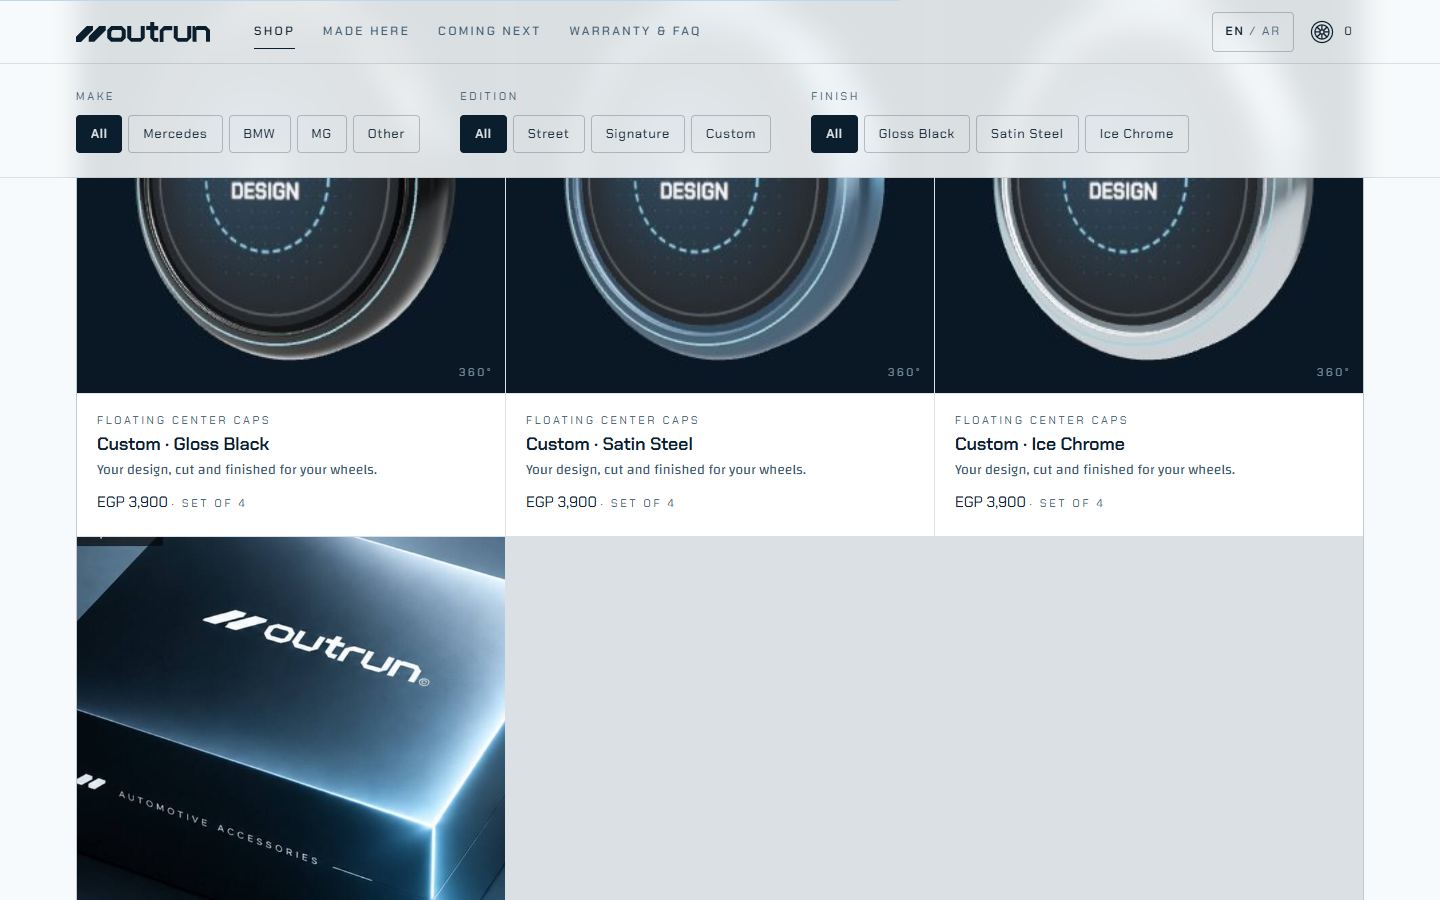 outrun
SHOP
MADE HERE
COMING NEXT
WARRANTY & FAQ
EN / AR
0
MAKE
All
Mercedes
BMW
MG
Other
EDITION
All
Street
Signature
Custom
FINISH
All
Gloss Black
Satin Steel
Ice Chrome
DESIGN
DESIGN
DESIGN
360°
360°
360°
FLOATING CENTER CAPS
Custom · Gloss Black
Your design, cut and finished for your wheels.
EGP 3,900 · SET OF 4
FLOATING CENTER CAPS
Custom · Satin Steel
Your design, cut and finished for your wheels.
EGP 3,900 · SET OF 4
FLOATING CENTER CAPS
Custom · Ice Chrome
Your design, cut and finished for your wheels.
EGP 3,900 · SET OF 4
outrun©
AUTOMOTIVE ACCESSORIES